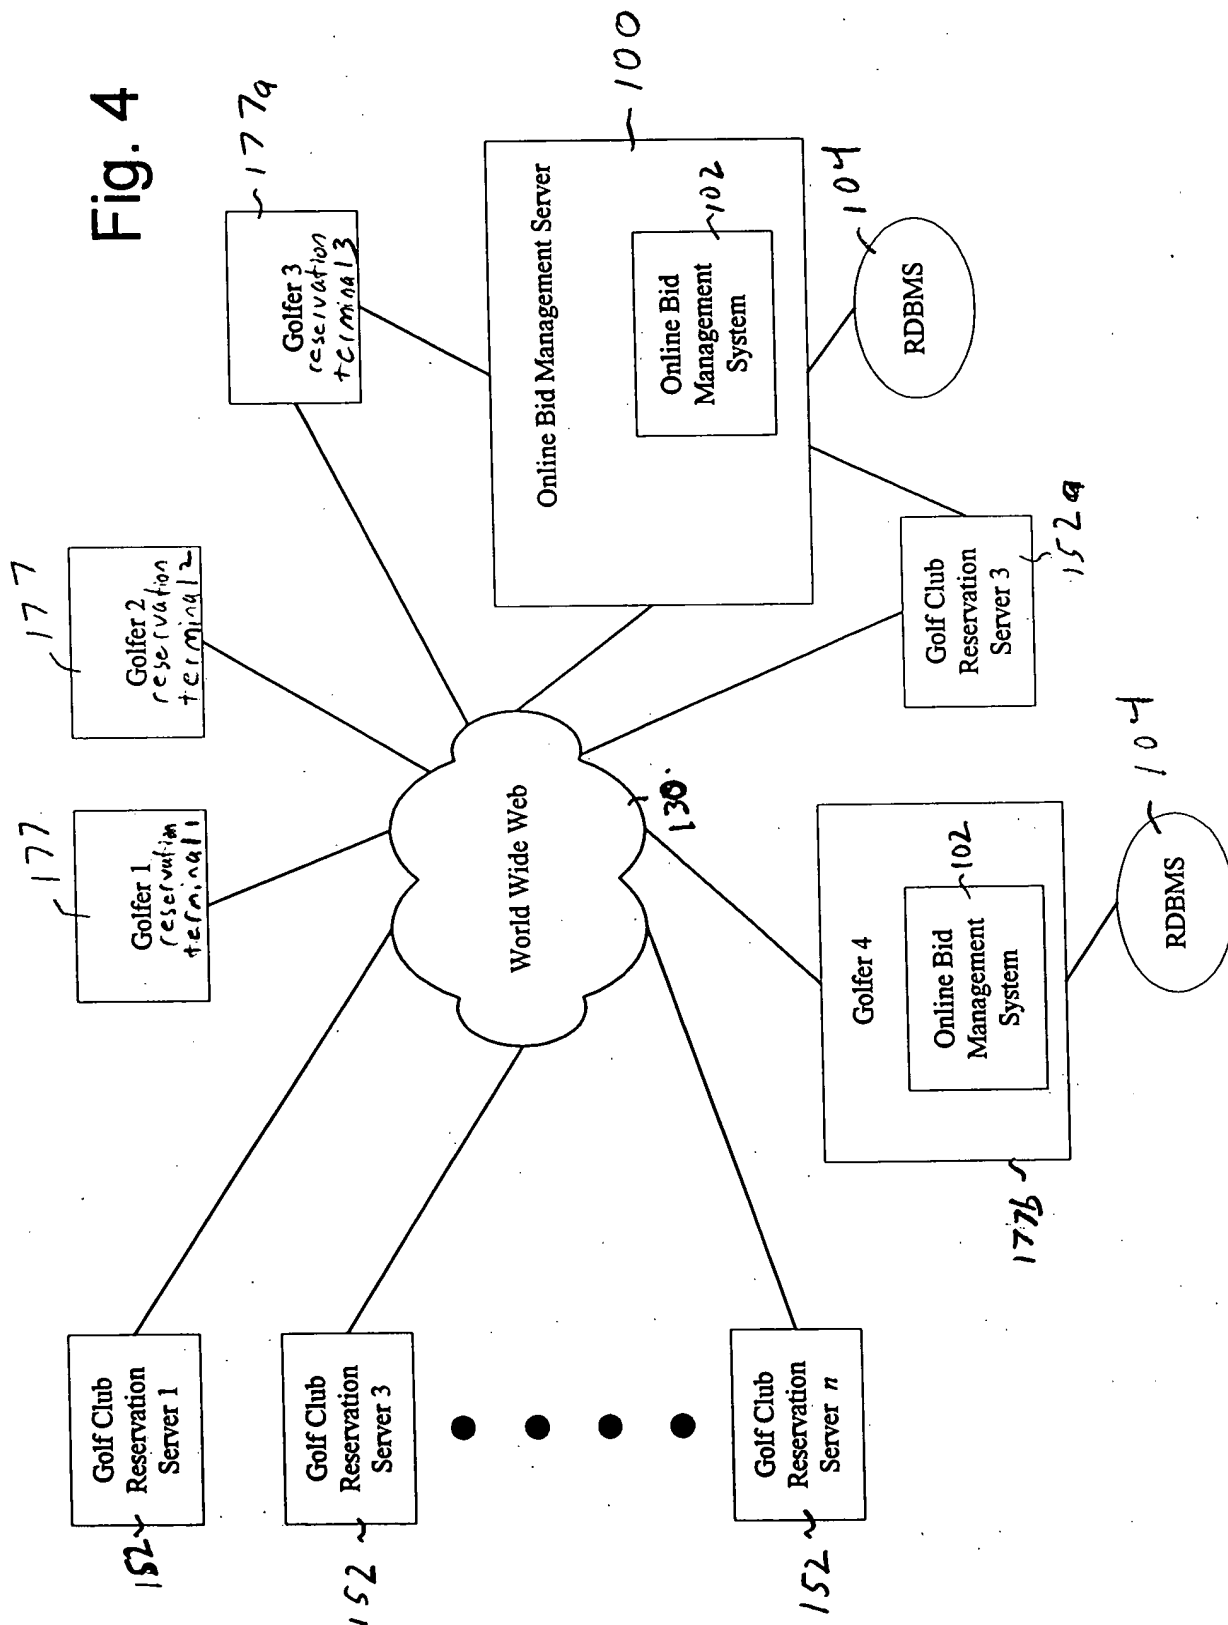 Fig. 4
177
177
177a
Golfer 1
reservation
terminal 1
Golfer 2
reservation
terminal 2
Golfer 3
reservation
terminal 3
100
Online Bid Management Server
102
Online Bid
Management
System
104
RDBMS
World Wide Web
130
Golf Club
Reservation
Server 3
152a
Golfer 4
102
Online Bid
Management
System
177b
104
RDBMS
Golf Club
Reservation
Server 1
152
Golf Club
Reservation
Server 3
152
Golf Club
Reservation
Server n
152